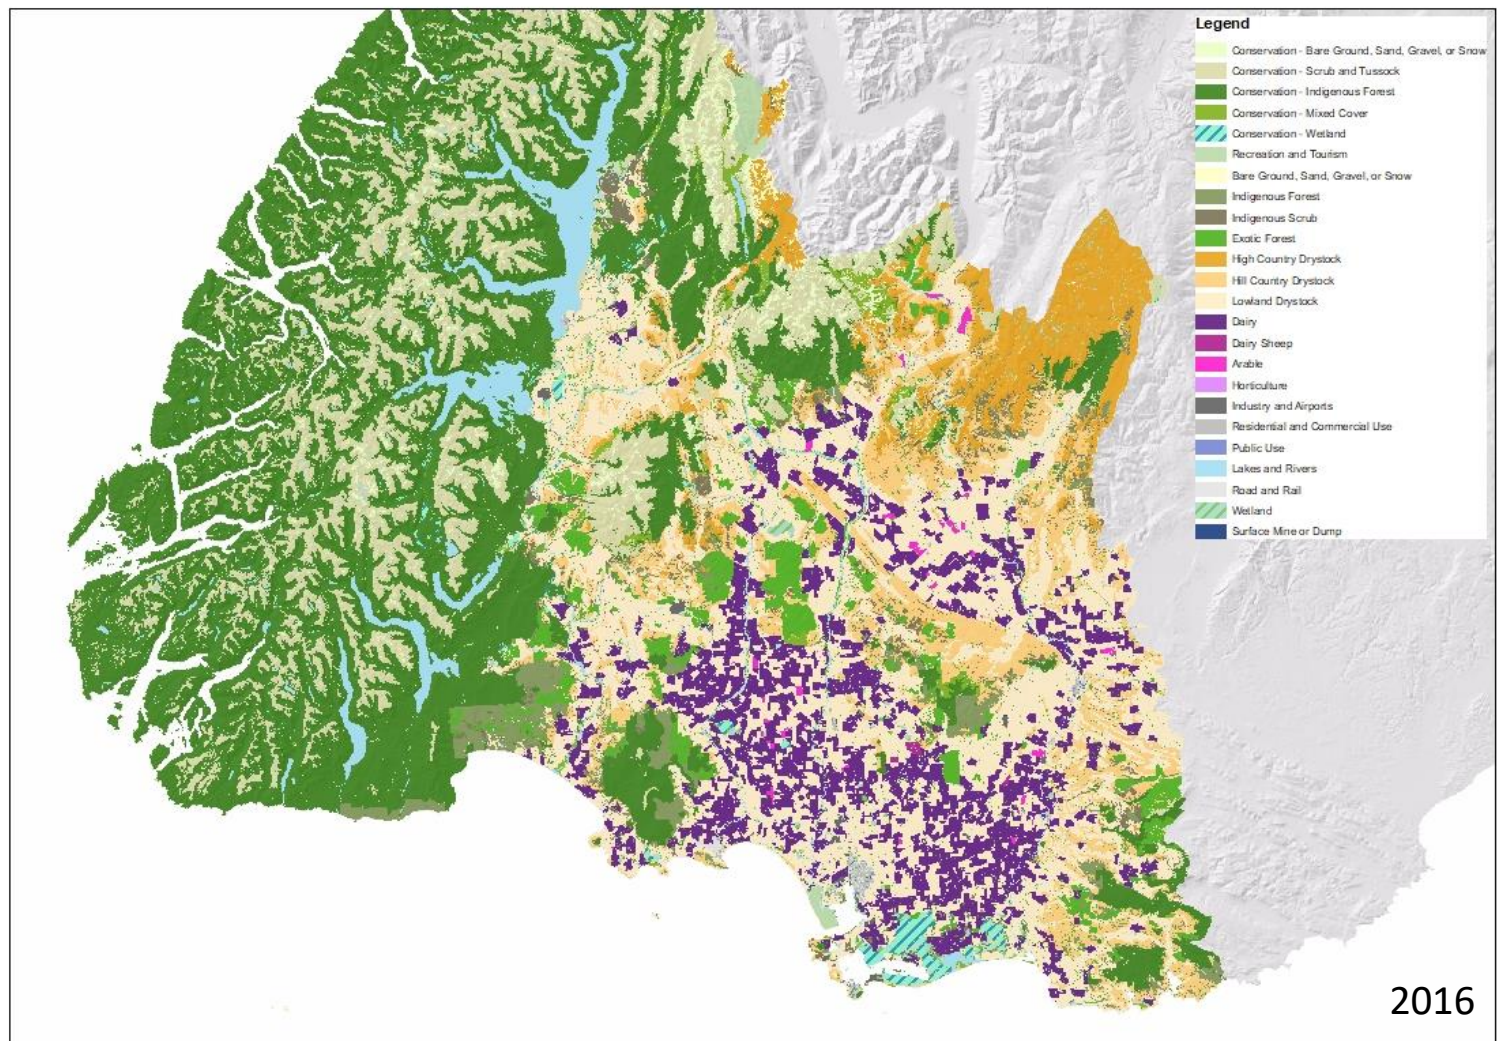 Legend
Conservation - Bare Ground, Sand, Gravel, or Snow
Conservation - Scrub and Tussock
Conservation - Indigenous Forest
Conservation - Mixed Cover
Conservation - Wetland
Recreation and Tourism
Bare Ground, Sand, Gravel, or Snow
Indigenous Forest
Indigenous Scrub
Exotic Forest
High Country Drystock
Hill Country Drystock
Lowland Drystock
Dairy
Dairy Sheep
Arable
Horticulture
Industry and Airports
Residential and Commercial Use
Public Use
Lakes and Rivers
Road and Rail
Wetland
Surface Mine or Dump
2016